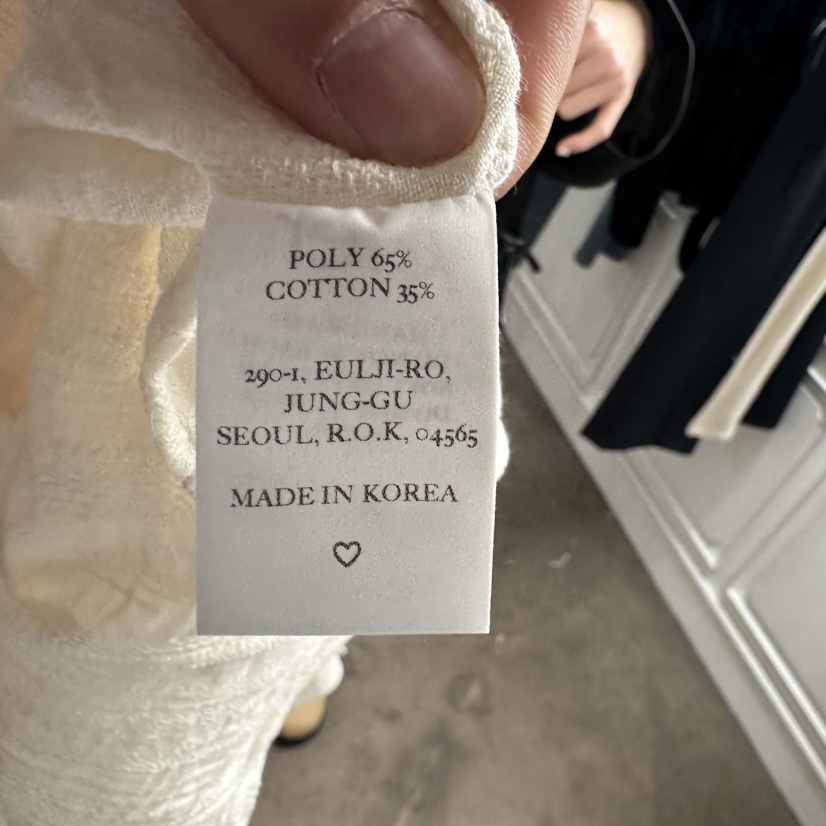 POLY 65%
COTTON 35%
290-1, EULJI-RO,
JUNG-GU
SEOUL, R.O.K, 04565
MADE IN KOREA
♡